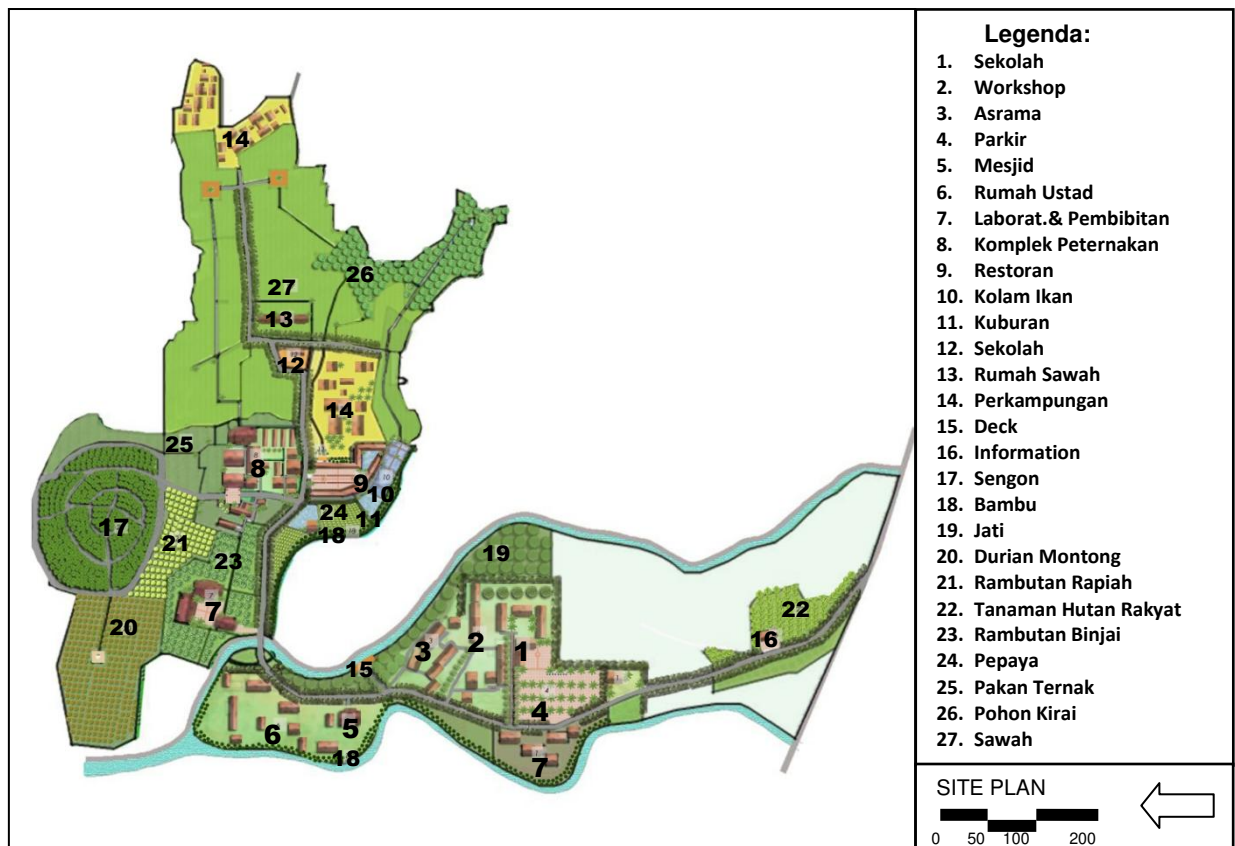 14
26
27
13
12
14
25
8
9
10
24
11
18
17
21
23
19
22
7
20
16
3
2
1
15
4
6
5
18
7
Legenda:
1. Sekolah
2. Workshop
3. Asrama
4. Parkir
5. Mesjid
6. Rumah Ustad
7. Laborat.& Pembibitan
8. Komplek Peternakan
9. Restoran
10. Kolam Ikan
11. Kuburan
12. Sekolah
13. Rumah Sawah
14. Perkampungan
15. Deck
16. Information
17. Sengon
18. Bambu
19. Jati
20. Durian Montong
21. Rambutan Rapiah
22. Tanaman Hutan Rakyat
23. Rambutan Binjai
24. Pepaya
25. Pakan Ternak
26. Pohon Kirai
27. Sawah
SITE PLAN
0 50 100 200